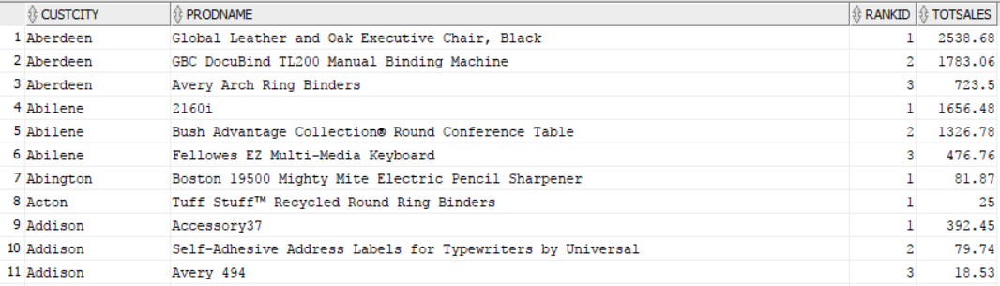 CUSTCITY PRODNAME RANKID TOTSALES
1 Aberdeen Global Leather and Oak Executive Chair, Black 1 2538.68
2 Aberdeen GBC DocuBind TL200 Manual Binding Machine 2 1783.06
3 Aberdeen Avery Arch Ring Binders 3 723.5
4 Abilene 2160i 1 1656.48
5 Abilene Bush Advantage Collection® Round Conference Table 2 1326.78
6 Abilene Fellowes EZ Multi-Media Keyboard 3 476.76
7 Abington Boston 19500 Mighty Mite Electric Pencil Sharpener 1 81.87
8 Acton Tuff Stuff™ Recycled Round Ring Binders 1 25
9 Addison Accessory37 1 392.45
10 Addison Self-Adhesive Address Labels for Typewriters by Universal 2 79.74
11 Addison Avery 494 3 18.53